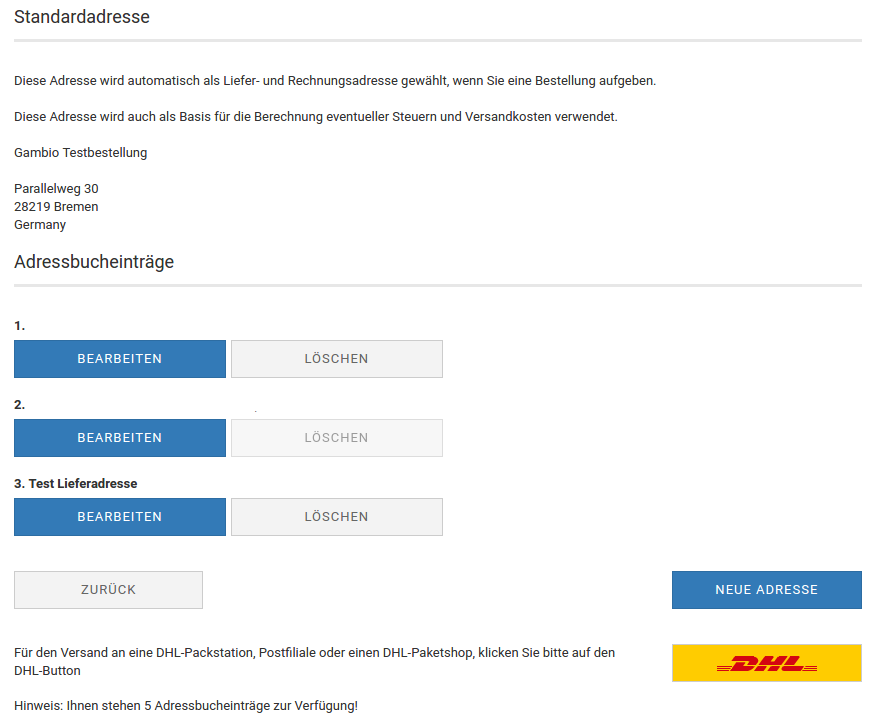 Standardadresse
Diese Adresse wird automatisch als Liefer- und Rechnungsadresse gewählt, wenn Sie eine Bestellung aufgeben.
Diese Adresse wird auch als Basis für die Berechnung eventueller Steuern und Versandkosten verwendet.
Gambio Testbestellung
Parallelweg 30
28219 Bremen
Germany
Adressbucheinträge
1.
BEARBEITEN LÖSCHEN
2.
BEARBEITEN LÖSCHEN
3. Test Lieferadresse
BEARBEITEN LÖSCHEN
ZURÜCK NEUE ADRESSE
Für den Versand an eine DHL-Packstation, Postfiliale oder einen DHL-Paketshop, klicken Sie bitte auf den
DHL-Button
DHL
Hinweis: Ihnen stehen 5 Adressbucheinträge zur Verfügung!